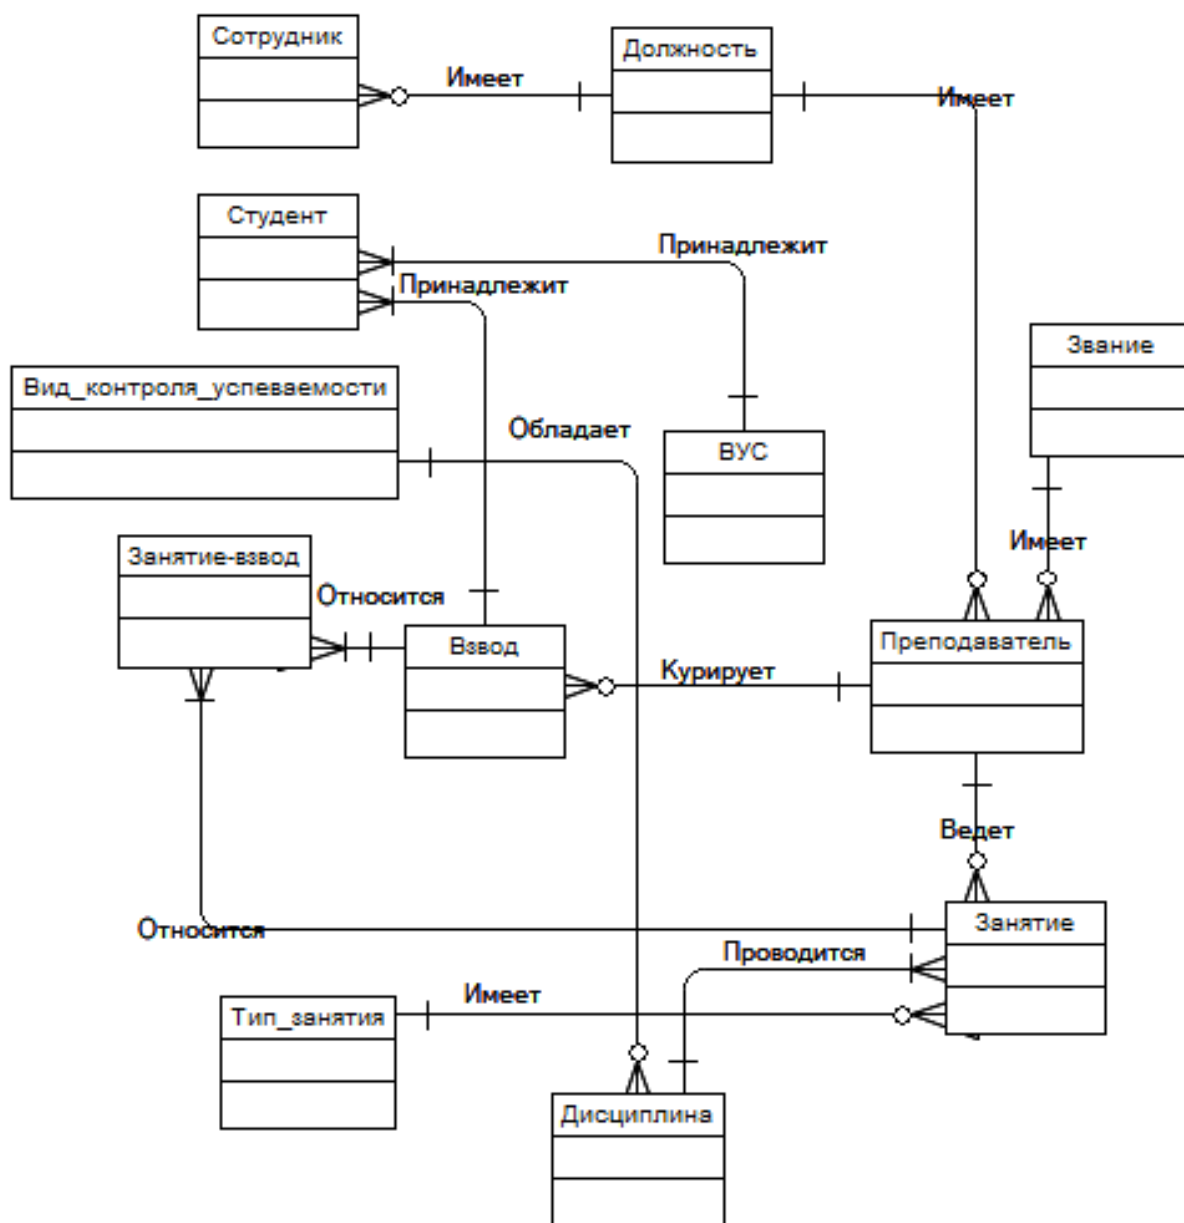 Сотрудник
Должность
Имеет
Имеет
Студент
Принадлежит
Принадлежит
Звание
Вид_контроля_успеваемости
Обладает
ВУС
Занятие-взвод
Имеет
Относится
Взвод
Преподаватель
Курирует
Ведет
Занятие
Относится
Проводится
Имеет
Тип_занятия
Дисциплина